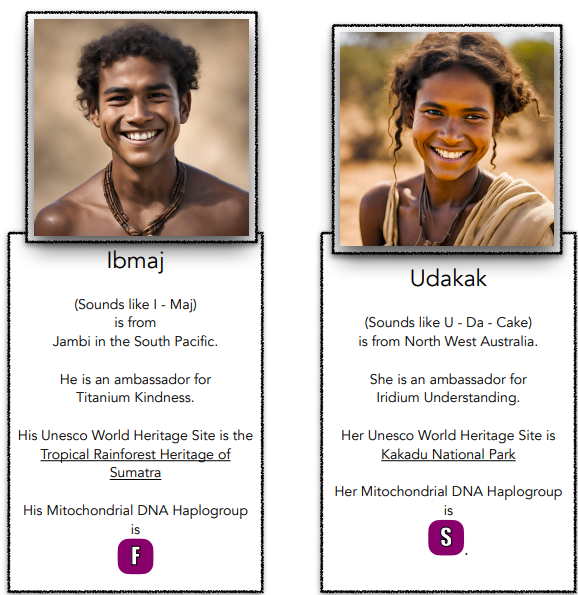 Ibmaj
(Sounds like I - Maj)
is from
Jambi in the South Pacific.
He is an ambassador for
Titanium Kindness.
His Unesco World Heritage Site is the
Tropical Rainforest Heritage of
Sumatra
His Mitochondrial DNA Haplogroup
is
F
Udakak
(Sounds like U - Da - Cake)
is from North West Australia.
She is an ambassador for
Iridium Understanding.
Her Unesco World Heritage Site is
Kakadu National Park
Her Mitochondrial DNA Haplogroup
is
S.